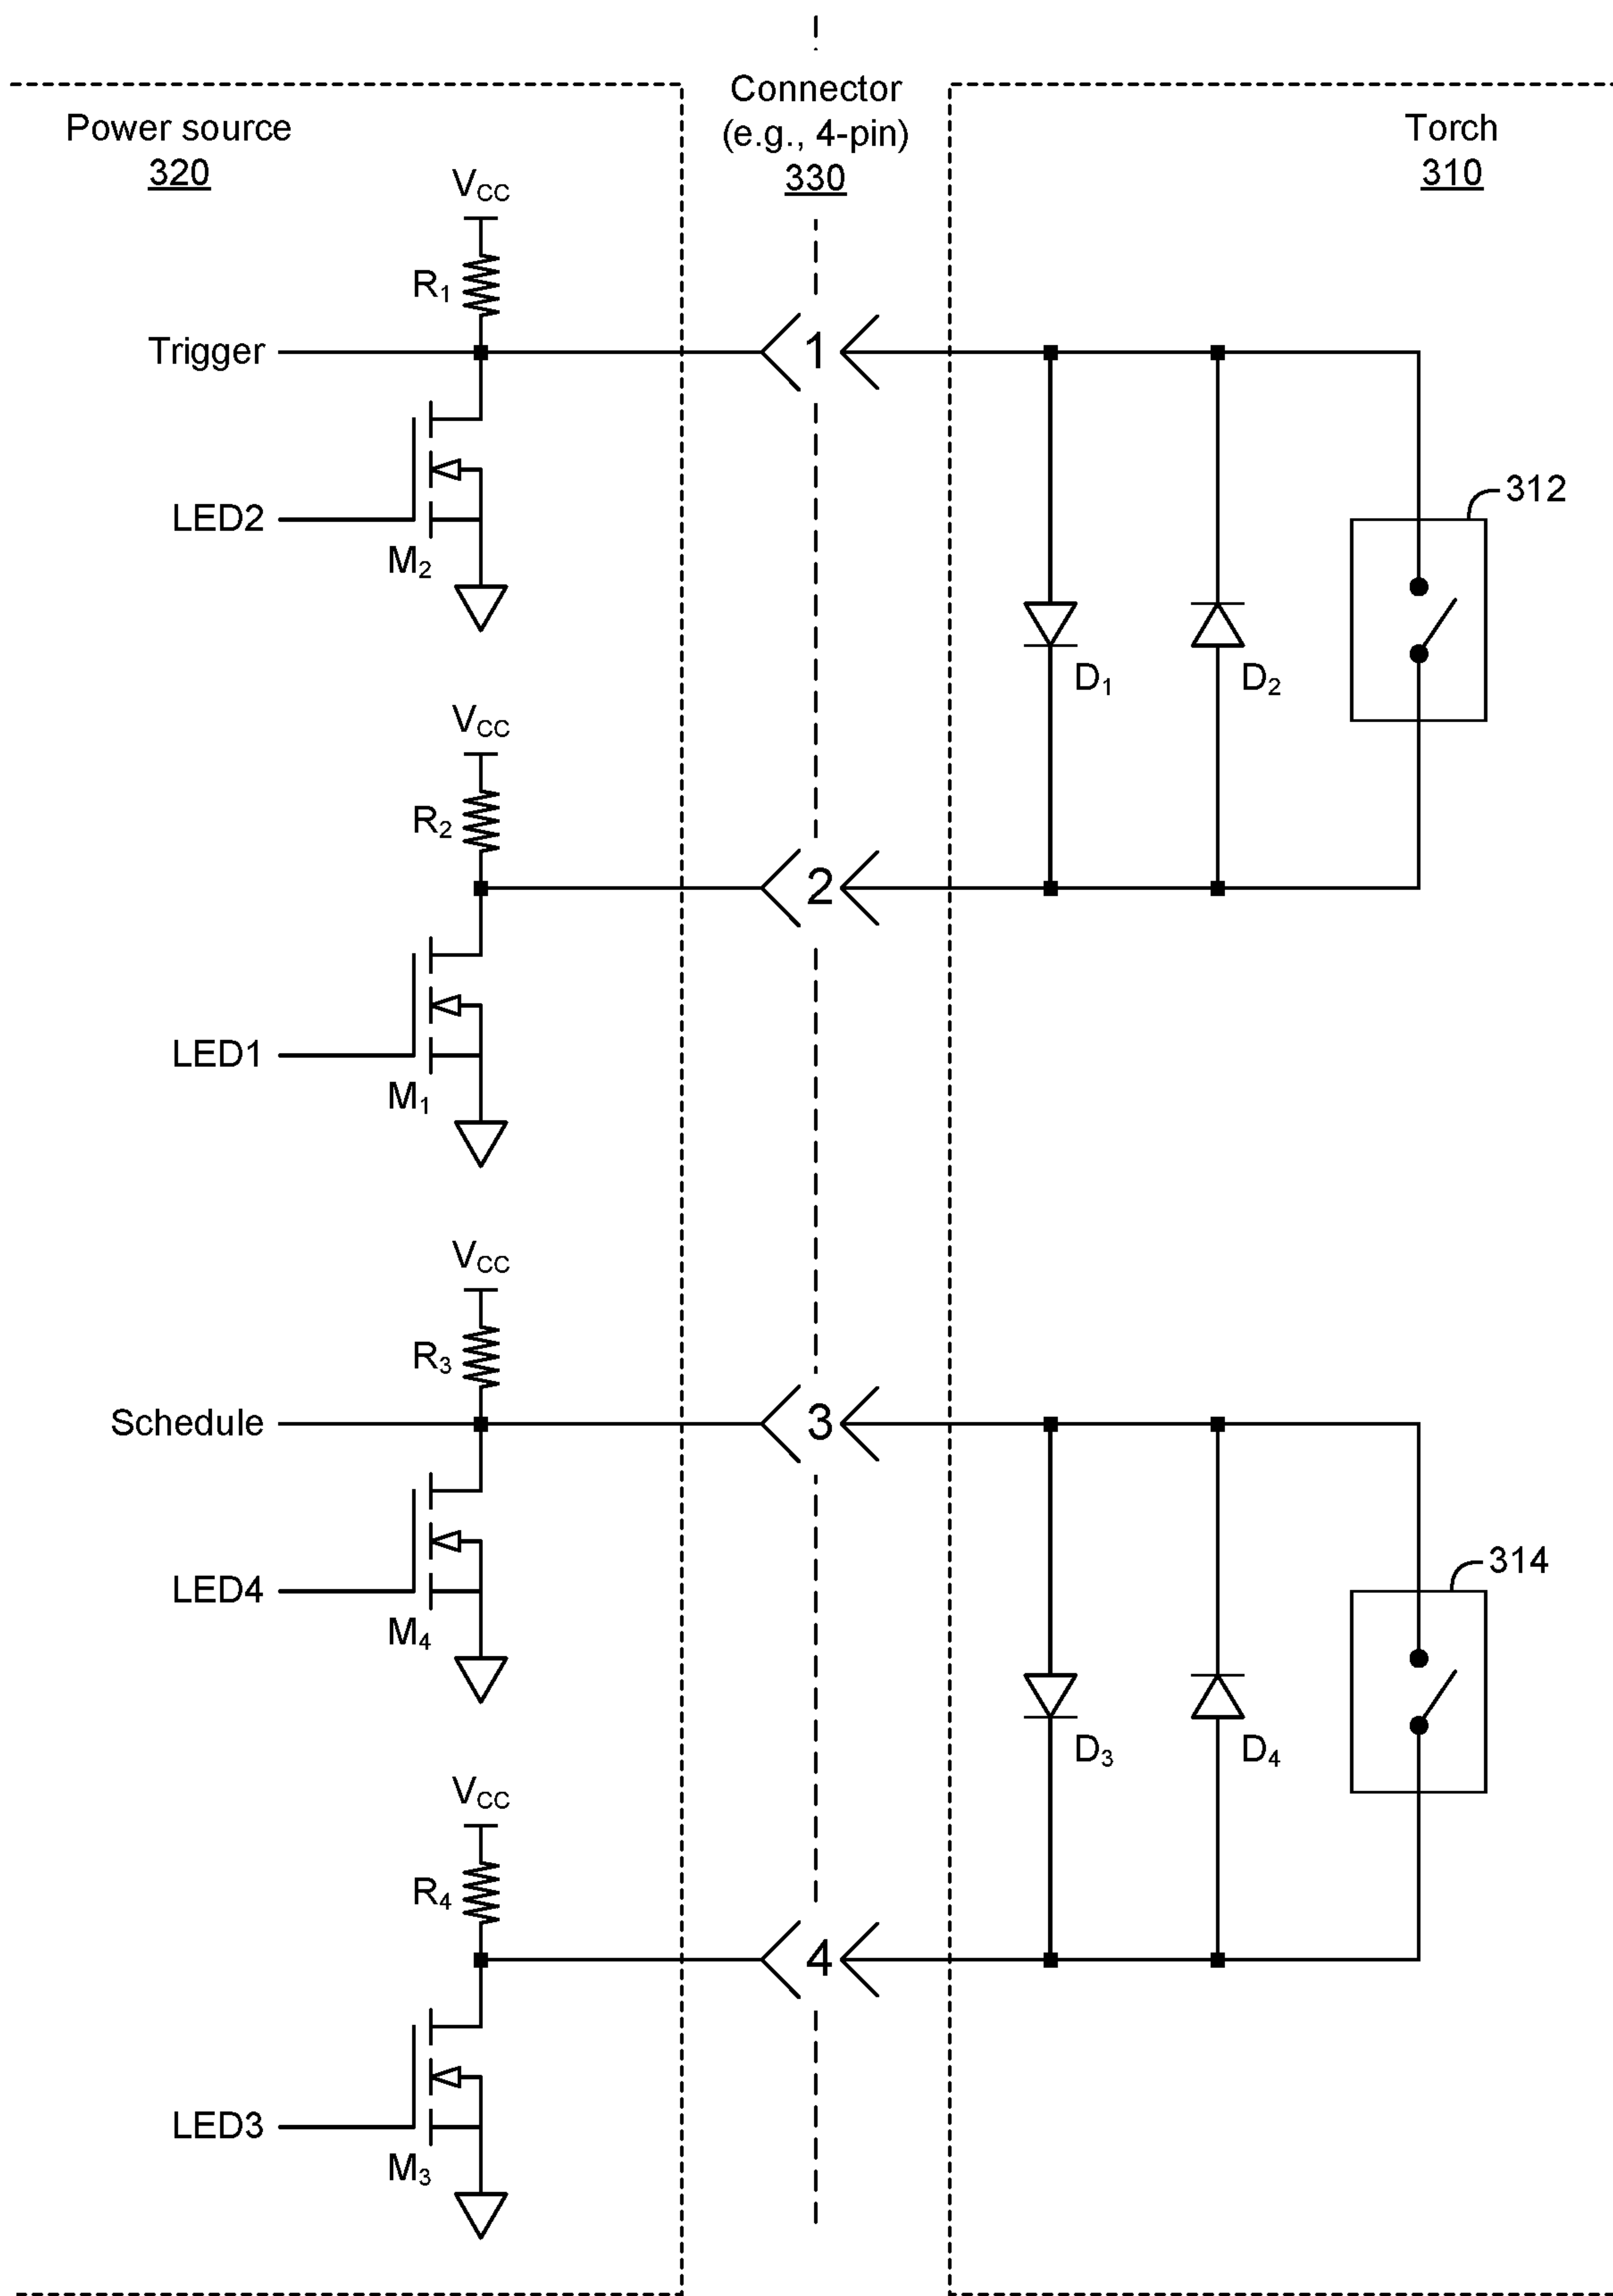 Connector
(e.g., 4-pin)
330
Power source
320
Torch
310
VCC
R1
Trigger
1
LED2
M2
312
D1
D2
VCC
R2
2
LED1
M1
VCC
R3
Schedule
3
LED4
M4
314
D3
D4
VCC
R4
4
LED3
M3